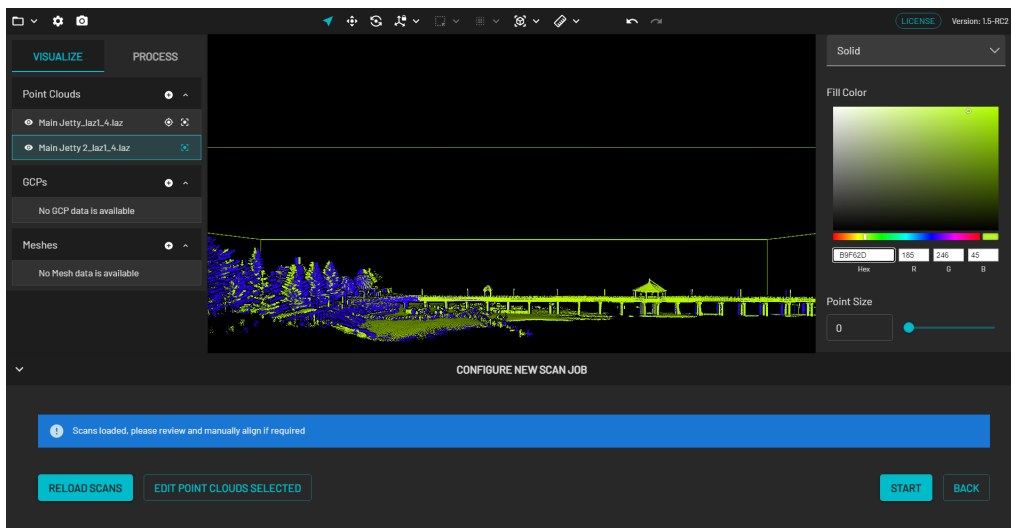 LICENSE
Version: 1.5-RC2
VISUALIZE
PROCESS
Point Clouds
Main Jetty_laz1_4.laz
Main Jetty 2_laz1_4.laz
GCPs
No GCP data is available
Meshes
No Mesh data is available
Solid
Fill Color
B9F62D
185
246
45
Hex
R
G
B
Point Size
0
CONFIGURE NEW SCAN JOB
Scans loaded, please review and manually align if required
RELOAD SCANS
EDIT POINT CLOUDS SELECTED
START
BACK